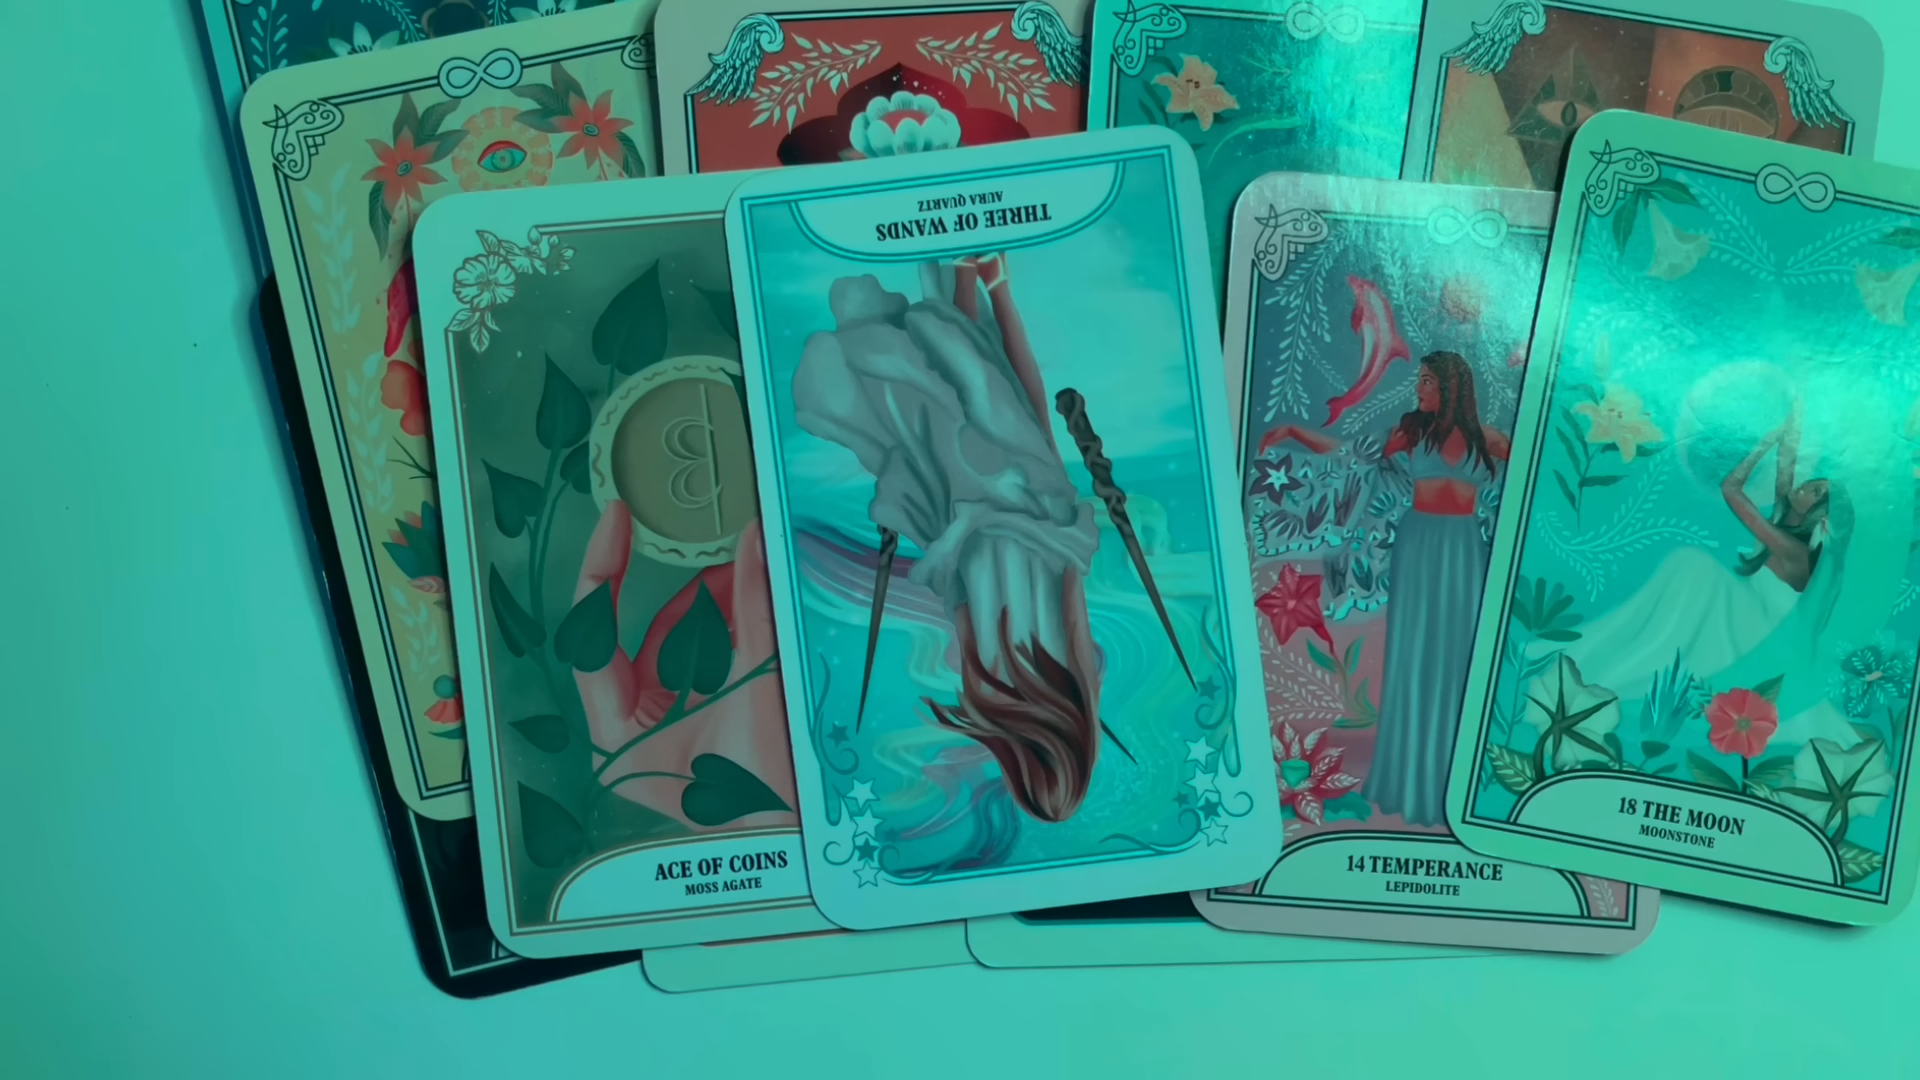 THREE OF WANDS
AURA QUARTZ
ACE OF COINS
MOSS AGATE
14 TEMPERANCE
LEPIDOLITE
18 THE MOON
MOONSTONE